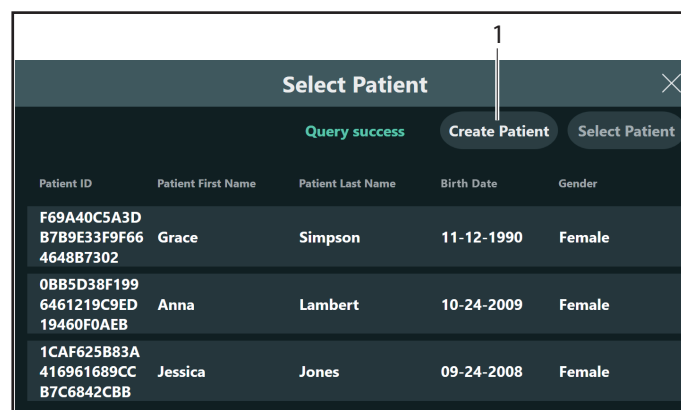 1
Select Patient
Query success Create Patient Select Patient
Patient ID Patient First Name Patient Last Name Birth Date Gender
F69A40C5A3D
B7B9E33F9F66 Grace Simpson 11-12-1990 Female
4648B7302
0BB5D38F199
6461219C9ED Anna Lambert 10-24-2009 Female
19460F0AEB
1CAF625B83A
416961689CC Jessica Jones 09-24-2008 Female
B7C6842CBB